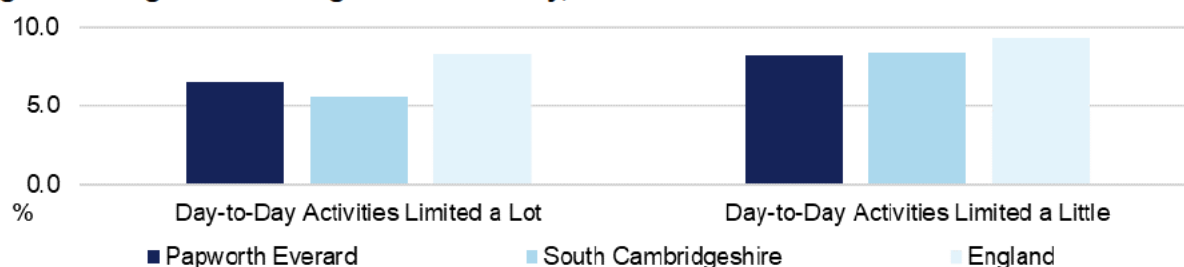 10.0
5.0
0.0
%
Day-to-Day Activities Limited a Lot
Day-to-Day Activities Limited a Little
Papworth Everard
South Cambridgeshire
England